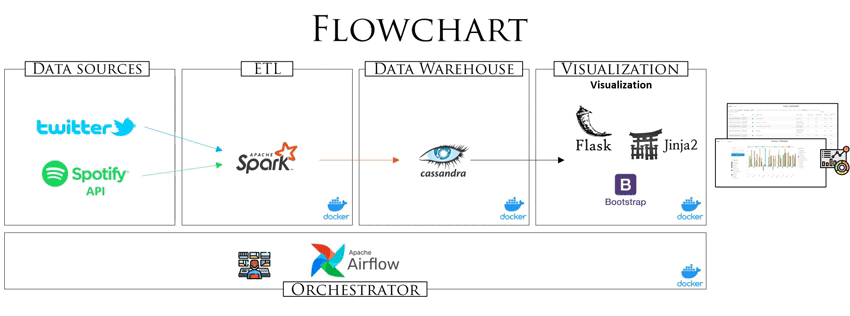 FLOWCHART
DATA SOURCES
ETL
DATA WAREHOUSE
VISUALIZATION
Visualization
twitter
Spotify
API
APACHE
Spark
cassandra
Flask
Jinja2
B
Bootstrap
docker
docker
docker
Apache
Airflow
docker
ORCHESTRATOR